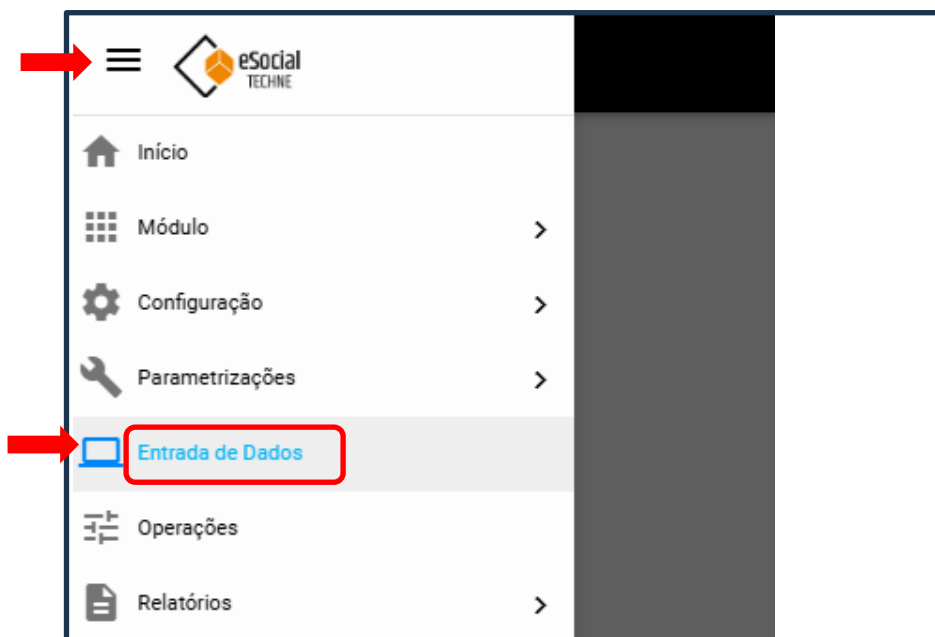 eSocial
TECHNE
Início
Módulo
Configuração
Parametrizações
Entrada de Dados
Operações
Relatórios